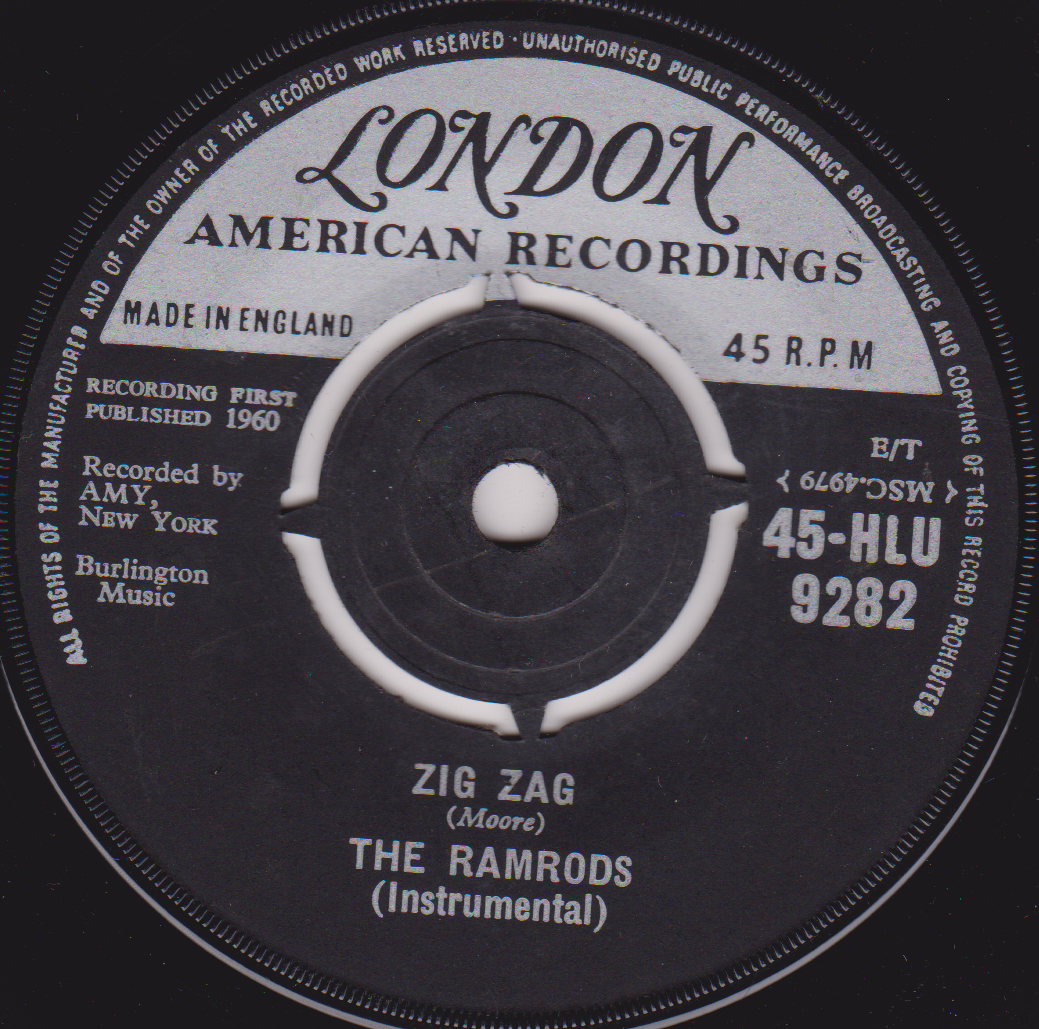 ALL RIGHTS OF THE MANUFACTURER AND OF THE OWNER OF THE RECORDED WORK RESERVED · UNAUTHORISED PUBLIC PERFORMANCE BROADCASTING AND COPYING OF THIS RECORD PROHIBITED
LONDON
AMERICAN RECORDINGS
MADE IN ENGLAND
45 R.P.M
RECORDING FIRST
PUBLISHED 1960
Recorded by
AMY,
NEW YORK
Burlington
Music
E/T
MSC.4979
45-HLU
9282
ZIG ZAG
(Moore)
THE RAMRODS
(Instrumental)